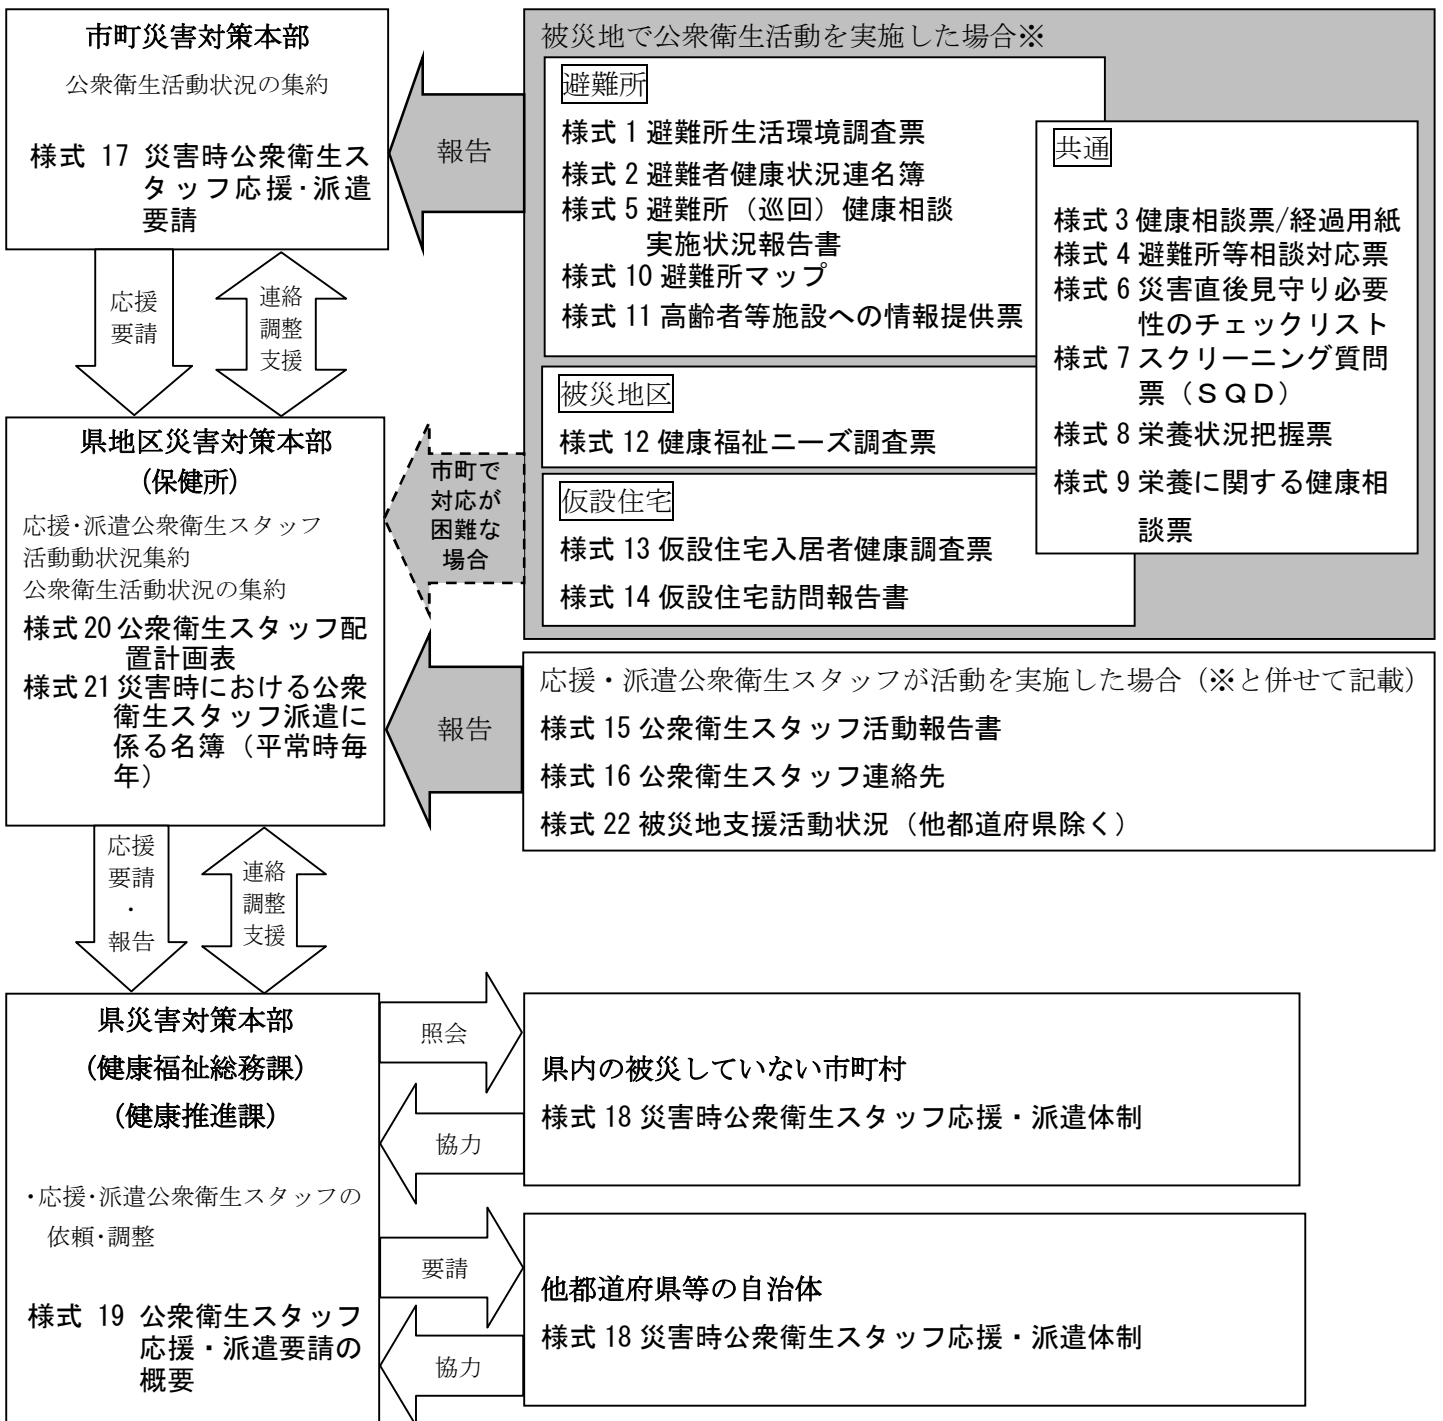 市町災害対策本部
公衆衛生活動状況の集約
様式 17 災害時公衆衛生ス
タッフ応援・派遣
要請
報告
被災地で公衆衛生活動を実施した場合※
避難所
様式 1 避難所生活環境調査票
様式 2 避難者健康状況連名簿
様式 5 避難所（巡回）健康相談
実施状況報告書
様式 10 避難所マップ
様式 11 高齢者等施設への情報提供票
共通
様式 3 健康相談票/経過用紙
様式 4 避難所等相談対応票
様式 6 災害直後見守り必要
性のチェックリスト
様式 7 スクリーニング質問
票（ＳＱＤ）
様式 8 栄養状況把握票
様式 9 栄養に関する健康相
談票
被災地区
様式 12 健康福祉ニーズ調査票
仮設住宅
様式 13 仮設住宅入居者健康調査票
様式 14 仮設住宅訪問報告書
応援
要請
連絡
調整
支援
県地区災害対策本部
(保健所)
応援・派遣公衆衛生スタッフ
活動動状況集約
公衆衛生活動状況の集約
様式 20 公衆衛生スタッフ配
置計画表
様式 21 災害時における公衆
衛生スタッフ派遣に
係る名簿（平常時毎
年）
市町で
対応が
困難な
場合
報告
応援・派遣公衆衛生スタッフが活動を実施した場合（※と併せて記載）
様式 15 公衆衛生スタッフ活動報告書
様式 16 公衆衛生スタッフ連絡先
様式 22 被災地支援活動状況（他都道府県除く）
応援
要請
・
報告
連絡
調整
支援
県災害対策本部
(健康福祉総務課)
(健康推進課)
・応援・派遣公衆衛生スタッフの
依頼・調整
様式 19 公衆衛生スタッフ
応援・派遣要請の
概要
照会
協力
県内の被災していない市町村
様式 18 災害時公衆衛生スタッフ応援・派遣体制
要請
協力
他都道府県等の自治体
様式 18 災害時公衆衛生スタッフ応援・派遣体制